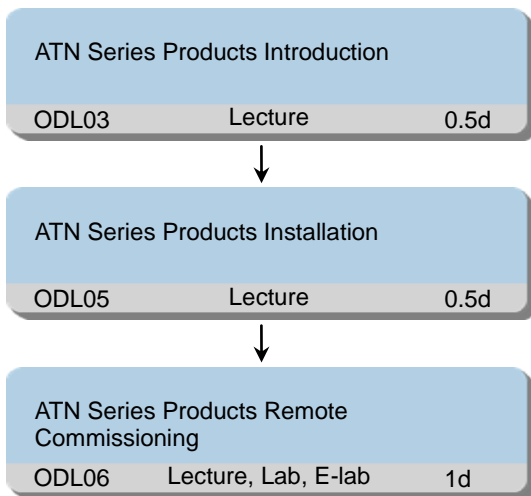 ATN Series Products Introduction
ODL03 Lecture 0.5d
ATN Series Products Installation
ODL05 Lecture 0.5d
ATN Series Products Remote
Commissioning
ODL06 Lecture, Lab, E-lab 1d